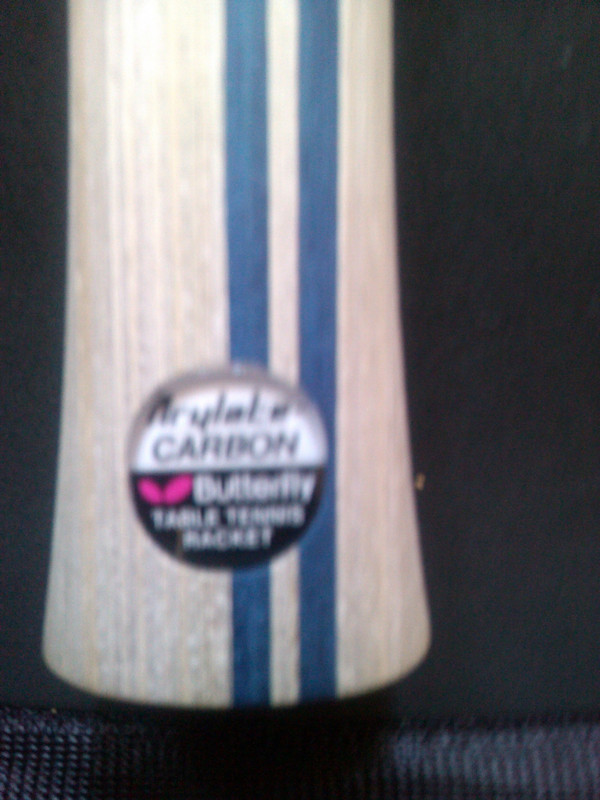 Arylate
CARBON
Butterfly
TABLE TENNIS
RACKET